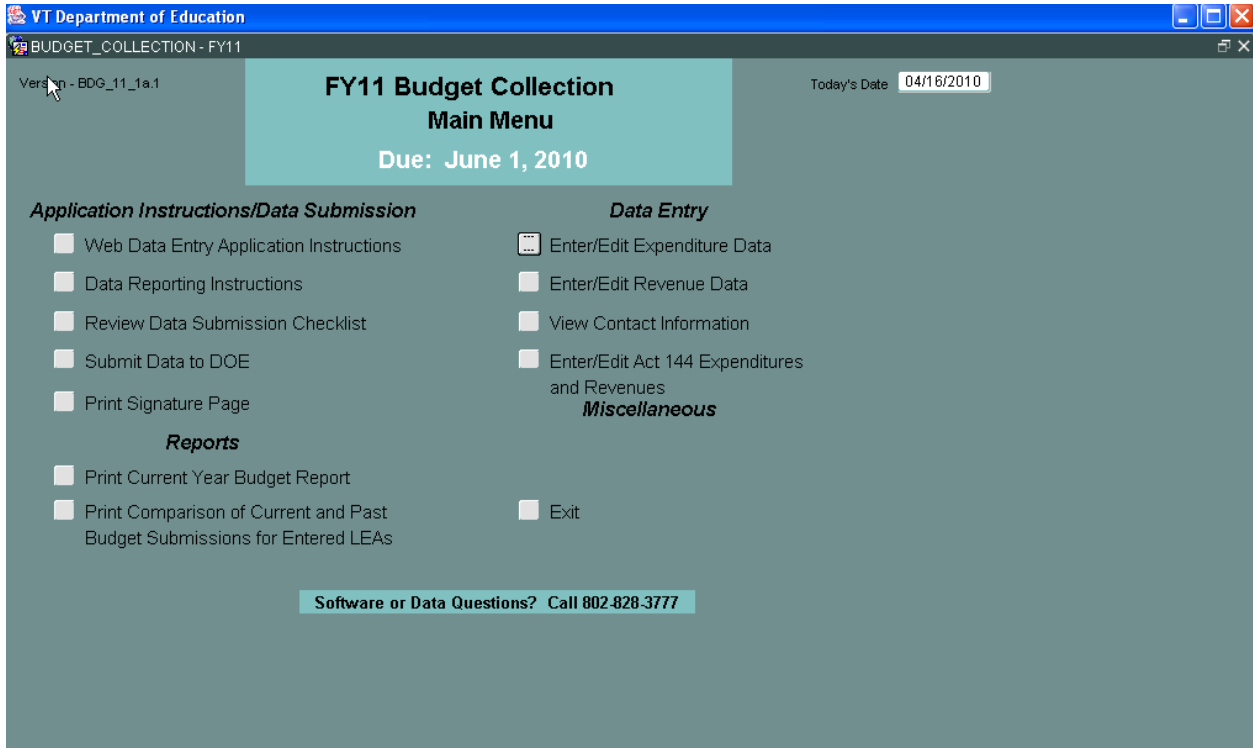 VT Department of Education
BUDGET_COLLECTION - FY11
Version - BDG_11_1a.1
FY11 Budget Collection
Main Menu
Due: June 1, 2010
Today's Date 04/16/2010
Application Instructions/Data Submission
Web Data Entry Application Instructions
Data Reporting Instructions
Review Data Submission Checklist
Submit Data to DOE
Print Signature Page
Reports
Print Current Year Budget Report
Print Comparison of Current and Past
Budget Submissions for Entered LEAs
Data Entry
Enter/Edit Expenditure Data
Enter/Edit Revenue Data
View Contact Information
Enter/Edit Act 144 Expenditures
and Revenues
Miscellaneous
Exit
Software or Data Questions? Call 802-828-3777